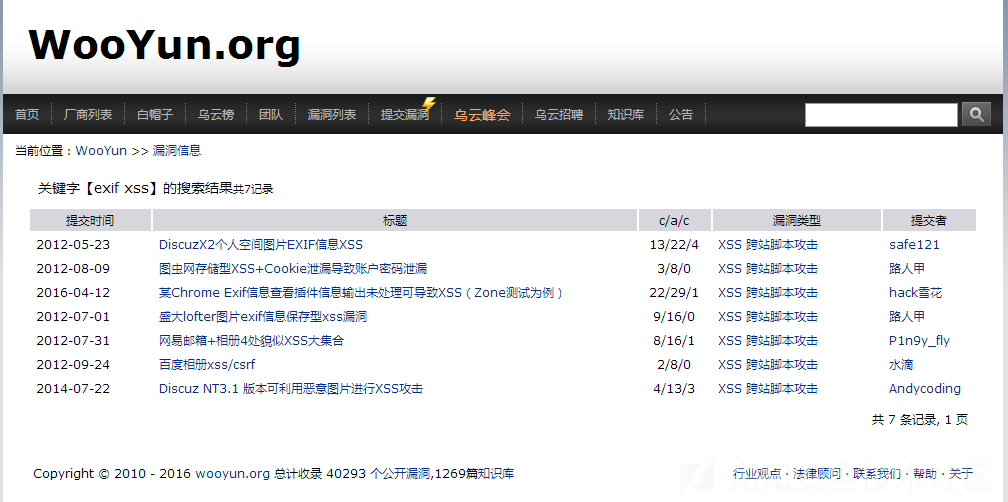 WooYun.org
首页 厂商列表 白帽子 乌云榜 团队 漏洞列表 提交漏洞 乌云峰会 乌云招聘 知识库 公告
当前位置：WooYun >> 漏洞信息
关键字【exif xss】的搜索结果共7记录
提交时间 标题 c/a/c 漏洞类型 提交者
2012-05-23 DiscuzX2个人空间图片EXIF信息XSS 13/22/4 XSS 跨站脚本攻击 safe121
2012-08-09 图虫网存储型XSS+Cookie泄漏导致账户密码泄漏 3/8/0 XSS 跨站脚本攻击 路人甲
2016-04-12 某Chrome Exif信息查看插件信息输出未处理可导致XSS（Zone测试为例） 22/29/1 XSS 跨站脚本攻击 hack雪花
2012-07-01 盛大lofter图片exif信息保存型xss漏洞 9/16/0 XSS 跨站脚本攻击 路人甲
2012-07-31 网易邮箱+相册4处貌似XSS大集合 8/16/1 XSS 跨站脚本攻击 P1n9y_fly
2012-09-24 百度相册xss/csrf 2/8/0 XSS 跨站脚本攻击 水滴
2014-07-22 Discuz NT3.1 版本可利用恶意图片进行XSS攻击 4/13/3 XSS 跨站脚本攻击 Andycoding
共 7 条记录, 1 页
Copyright © 2010 - 2016 wooyun.org 总计收录 40293 个公开漏洞,1269篇知识库
行业观点 · 法律顾问 · 联系我们 · 帮助 · 关于